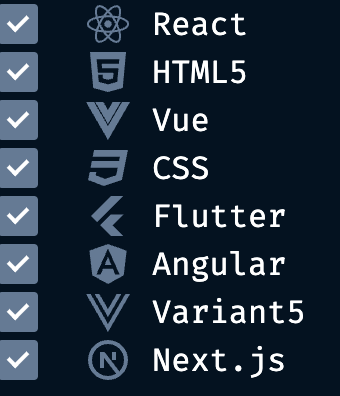 React
HTML5
Vue
CSS
Flutter
Angular
Variant5
Next.js